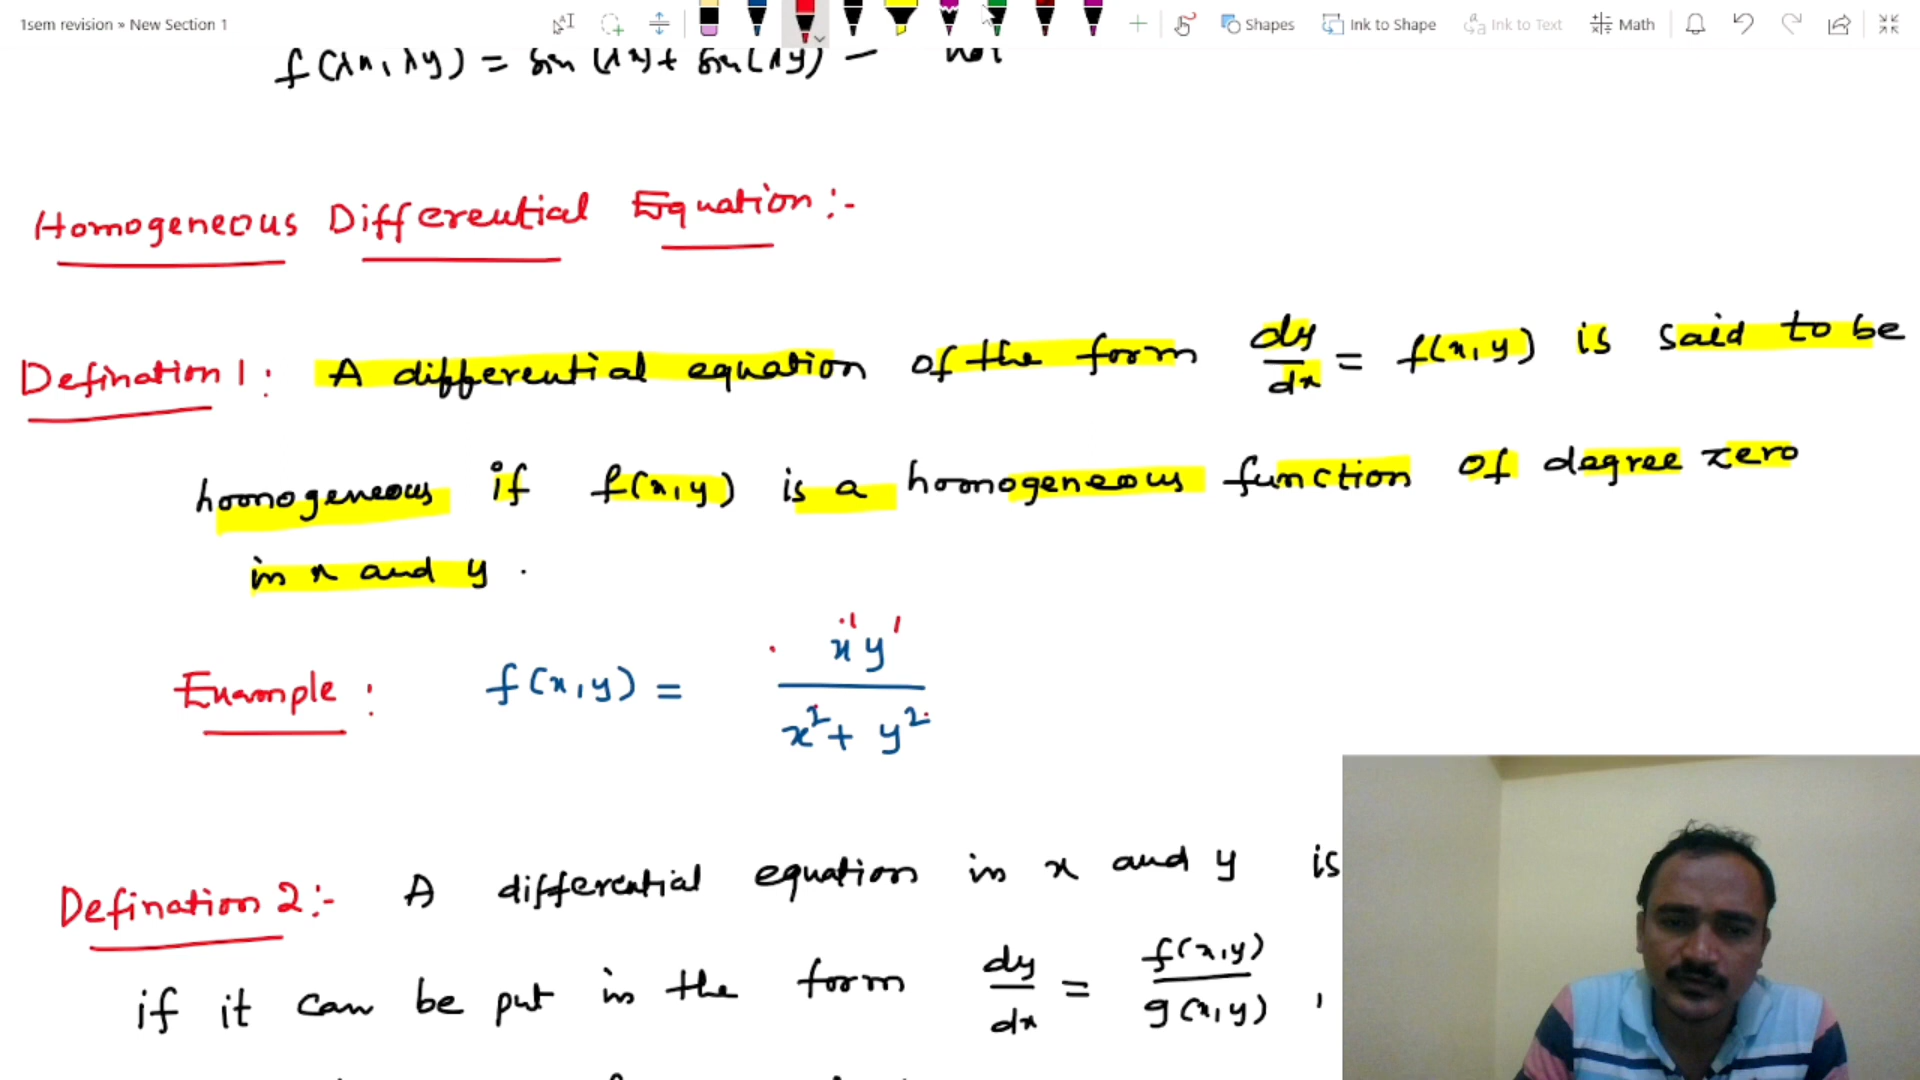 1sem revision » New Section 1
Shapes Ink to Shape Ink to Text Math
f(λx, λy) = sin(λx) + sin(λy) – not
Homogeneous Differential Equation :-
Defination 1 : A differential equation of the form dy/dx = f(x,y) is said to be
homogeneous if f(x,y) is a homogeneous function of degree zero
in x and y .
Example : f(x,y) = x¹y¹ / x² + y²
Defination 2 :- A differential equation in x and y is
if it can be put in the form dy/dx = f(x,y) / g(x,y) ,